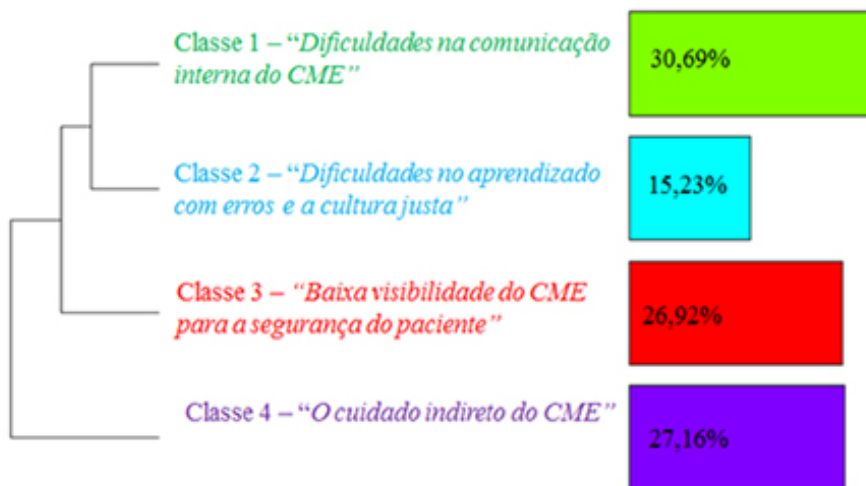 Classe 1 – “Dificuldades na comunicação
interna do CME”
30,69%
Classe 2 – “Dificuldades no aprendizado
com erros e a cultura justa”
15,23%
Classe 3 – “Baixa visibilidade do CME
para a segurança do paciente”
26,92%
Classe 4 – “O cuidado indireto do CME”
27,16%